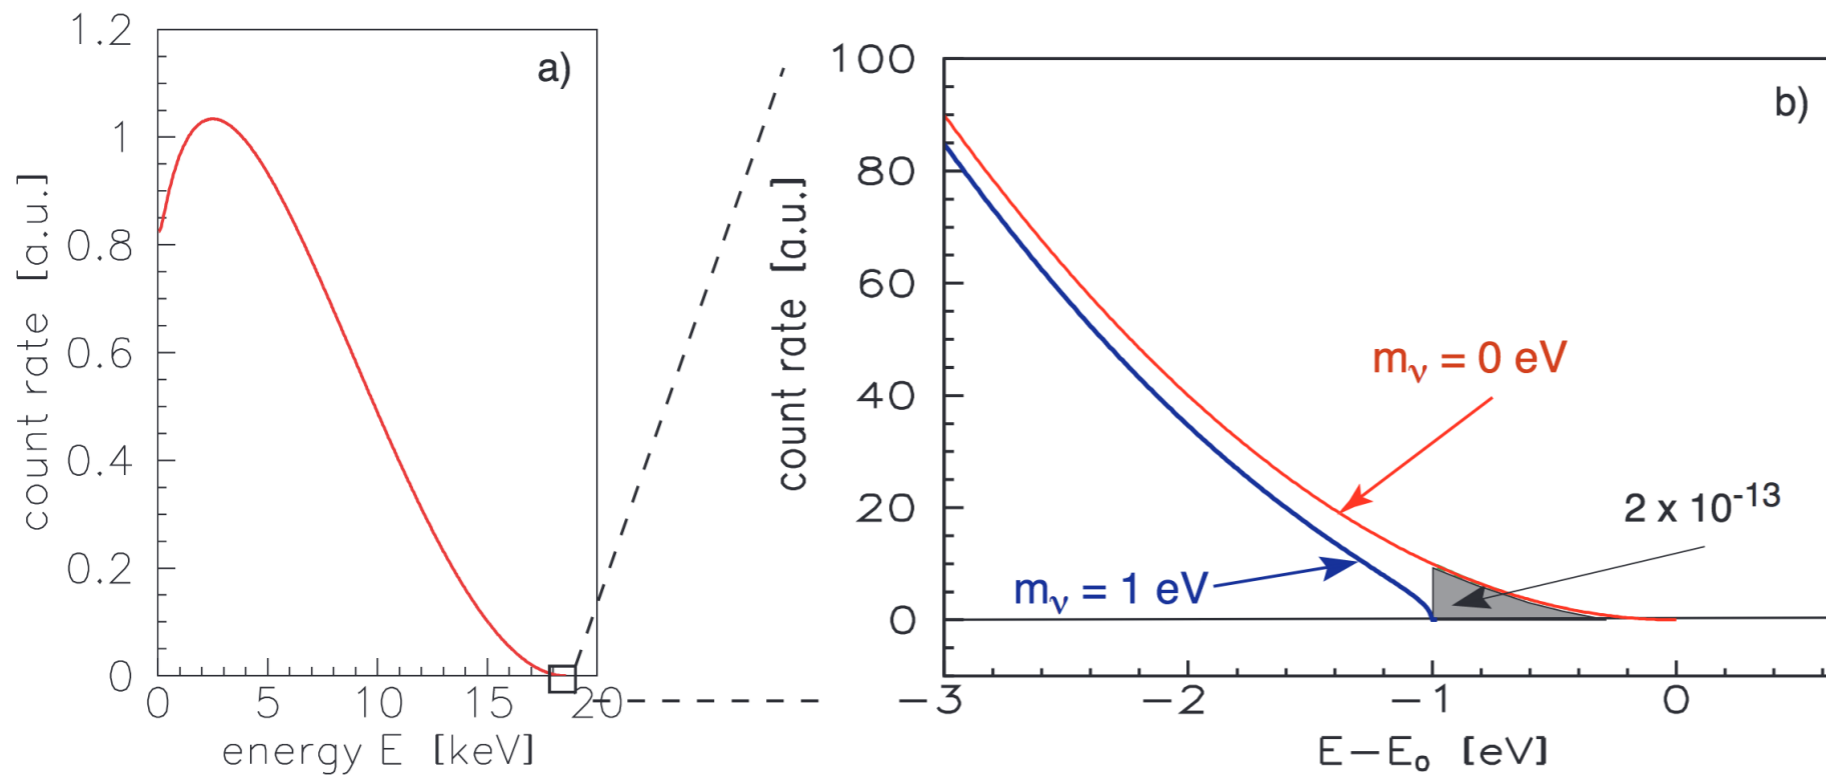 a)
1.2
1
0.8
0.6
0.4
0.2
0
count rate [a.u.]
0 5 10 15 20
energy E [keV]
b)
100
80
60
40
20
0
count rate [a.u.]
mν = 0 eV
2 x 10-13
mν = 1 eV
−3 −2 −1 0
E−Eo [eV]